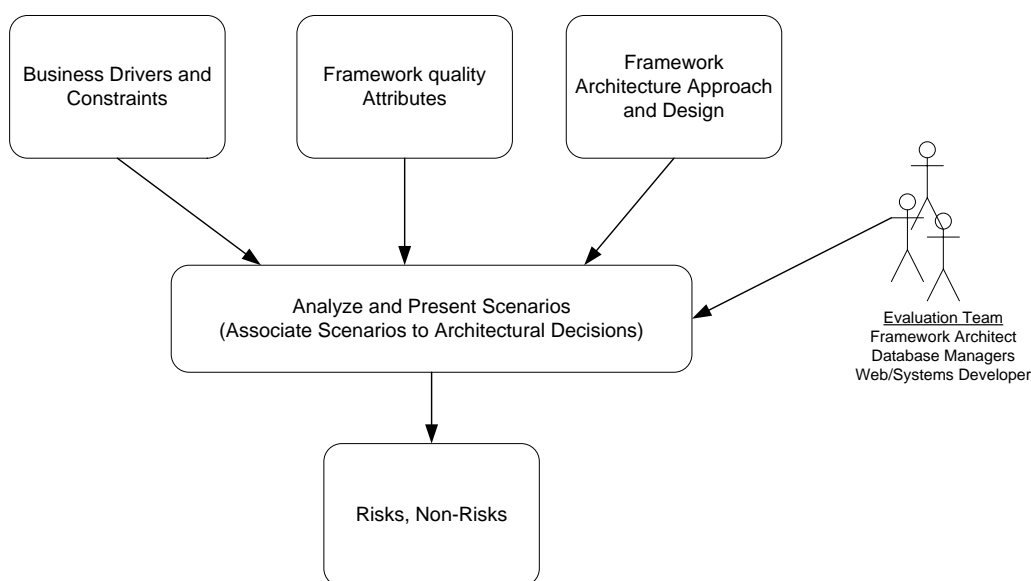 Business Drivers and
Constraints
Framework quality
Attributes
Framework
Architecture Approach
and Design
Analyze and Present Scenarios
(Associate Scenarios to Architectural Decisions)
Evaluation Team
Framework Architect
Database Managers
Web/Systems Developer
Risks, Non-Risks